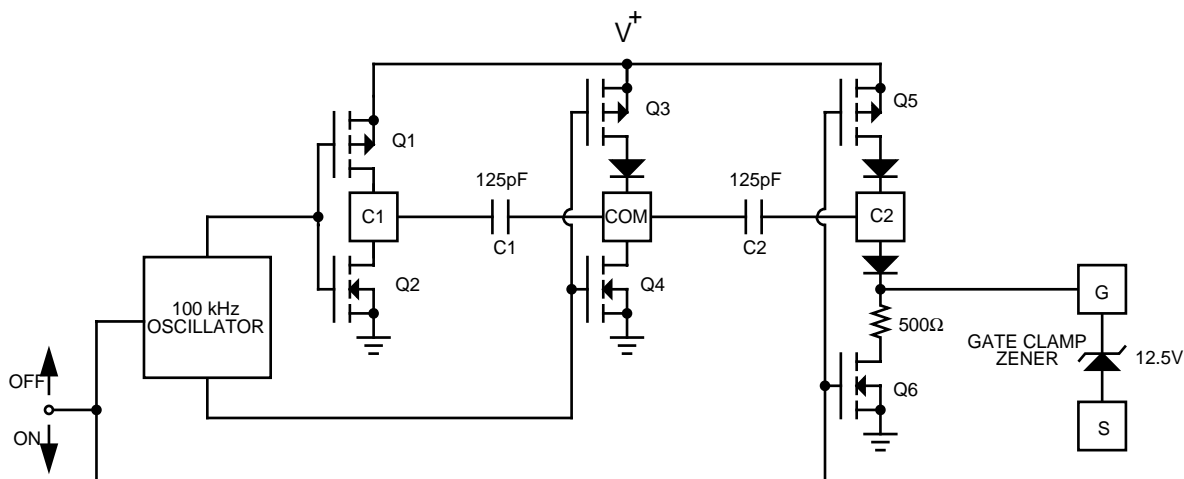 V+
Q1
Q3
Q5
125pF
125pF
C1
COM
C2
C1
C2
Q2
Q4
100 kHz
OSCILLATOR
500Ω
G
GATE CLAMP
ZENER
12.5V
OFF
ON
Q6
S